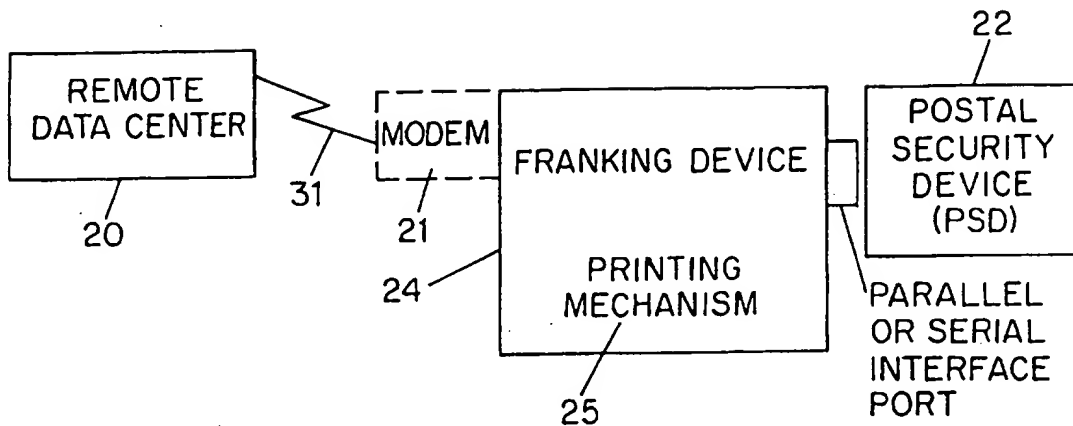 REMOTE
DATA CENTER
20
31
MODEM
21
FRANKING DEVICE
24
PRINTING
MECHANISM
25
22
POSTAL
SECURITY
DEVICE
(PSD)
PARALLEL
OR SERIAL
INTERFACE
PORT